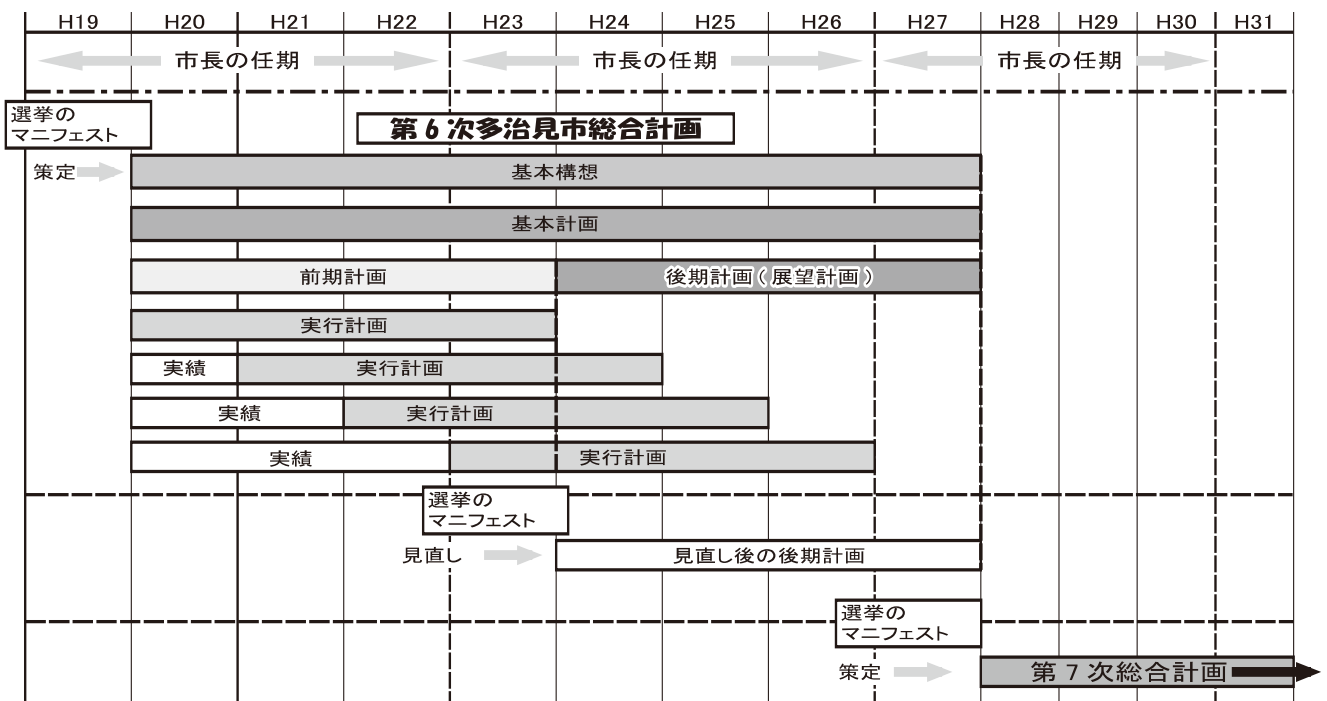 H19 H20 H21 H22 H23 H24 H25 H26 H27 H28 H29 H30 H31
市長の任期 市長の任期 市長の任期
選挙の
マニフェスト
第6次多治見市総合計画
策定
基本構想
基本計画
前期計画 後期計画(展望計画)
実行計画
実績 実行計画
実績 実行計画
実績 実行計画
選挙の
マニフェスト
見直し 見直し後の後期計画
選挙の
マニフェスト
策定 第7次総合計画